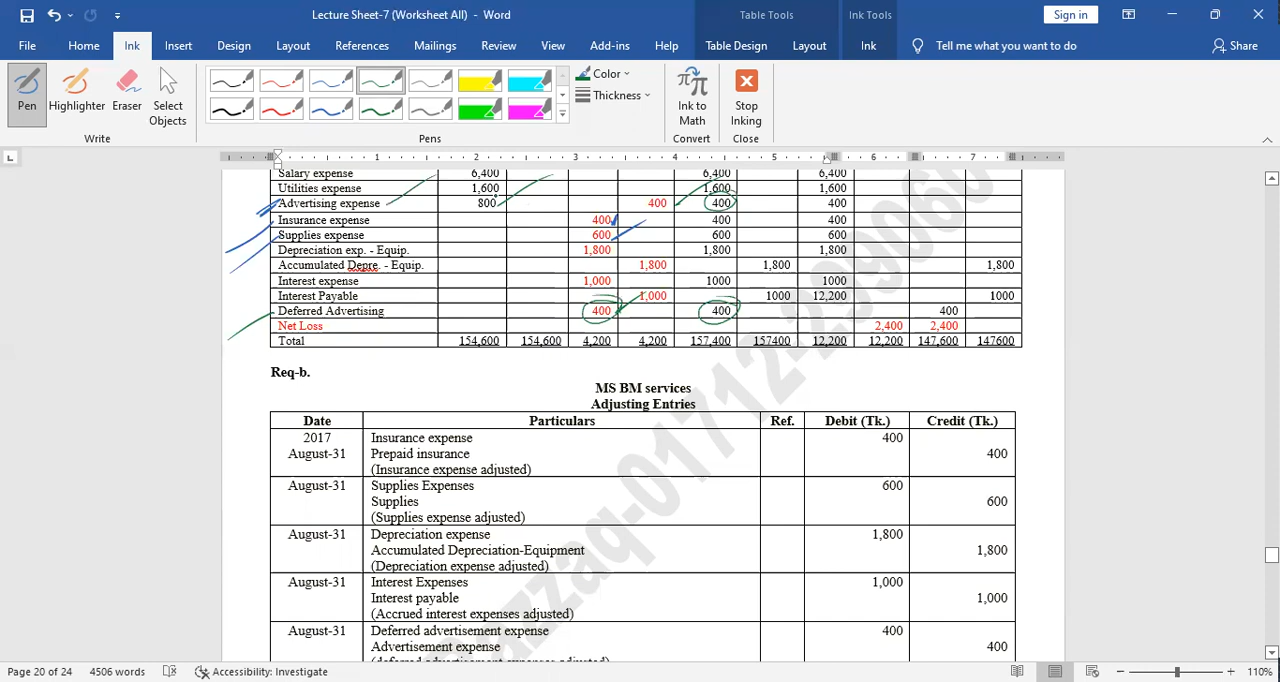 Lecture Sheet-7 (Worksheet All) - Word
Table Tools
Ink Tools
Sign in
File Home Ink Insert Design Layout References Mailings Review View Add-ins Help Table Design Layout Ink Tell me what you want to do Share
Pen Highlighter Eraser Select Objects
Color
Thickness
Ink to Math
Stop Inking
Write Pens Convert Close
1 2 3 4 5 6 7
Salary expense 6,400 6,400 6,400
Utilities expense 1,600 1,600 1,600
Advertising expense 800 400 400 400
Insurance expense 400 400 400
Supplies expense 600 600 600
Depreciation exp. - Equip. 1,800 1,800 1,800
Accumulated Depre. - Equip. 1,800 1,800 1,800
Interest expense 1,000 1000 1000
Interest Payable 1,000 1000 12,200 1000
Deferred Advertising 400 400 400
Net Loss 2,400 2,400
Total 154,600 154,600 4,200 4,200 157,400 157400 12,200 12,200 147,600 147600
Req-b.
MS BM services
Adjusting Entries
Date Particulars Ref. Debit (Tk.) Credit (Tk.)
2017 Insurance expense 400
August-31 Prepaid insurance 400
(Insurance expense adjusted)
August-31 Supplies Expenses 600
Supplies 600
(Supplies expense adjusted)
August-31 Depreciation expense 1,800
Accumulated Depreciation-Equipment 1,800
(Depreciation expense adjusted)
August-31 Interest Expenses 1,000
Interest payable 1,000
(Accrued interest expenses adjusted)
August-31 Deferred advertisement expense 400
Advertisement expense 400
(deferred advertisement expenses adjusted)
Page 20 of 24 4506 words Accessibility: Investigate 110%